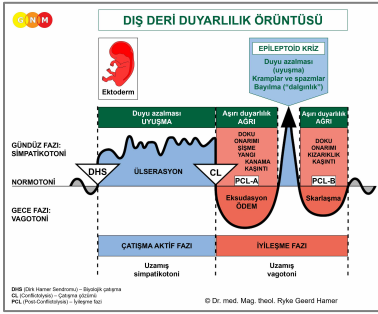 GNM
DIŞ DERİ DUYARLILIK ÖRÜNTÜSÜ
EPİLEPTOİD KRİZ
Duyu azalması
(uyuşma)
Kramplar ve spazmlar
Bayılma ("dalgınlık")
Ektoderm
Duyu azalması
UYUŞMA
Aşırı duyarlılık
AĞRI
Aşırı duyarlılık
AĞRI
GÜNDÜZ FAZI:
SİMPATİKOTONİ
DOKU
ONARIMI
ŞİŞME
YANGI
KANAMA
KAŞINTI
DOKU
ONARIMI
KIZARIKLIK
KAŞINTI
DHS
ÜLSERASYON
CL
NORMOTONİ
PCL-A
PCL-B
Eksudasyon
ÖDEM
Skarlaşma
GECE FAZI:
VAGOTONİ
ÇATIŞMA AKTİF FAZI
İYİLEŞME FAZI
Uzamış
simpatikotoni
Uzamış
vagotoni
DHS (Dirk Hamer Sendromu) – Biyolojik çatışma
CL (Conflictolysis) – Çatışma çözümü
PCL (Post-Conflictolysis) – İyileşme fazı
© Dr. med. Mag. theol. Ryke Geerd Hamer